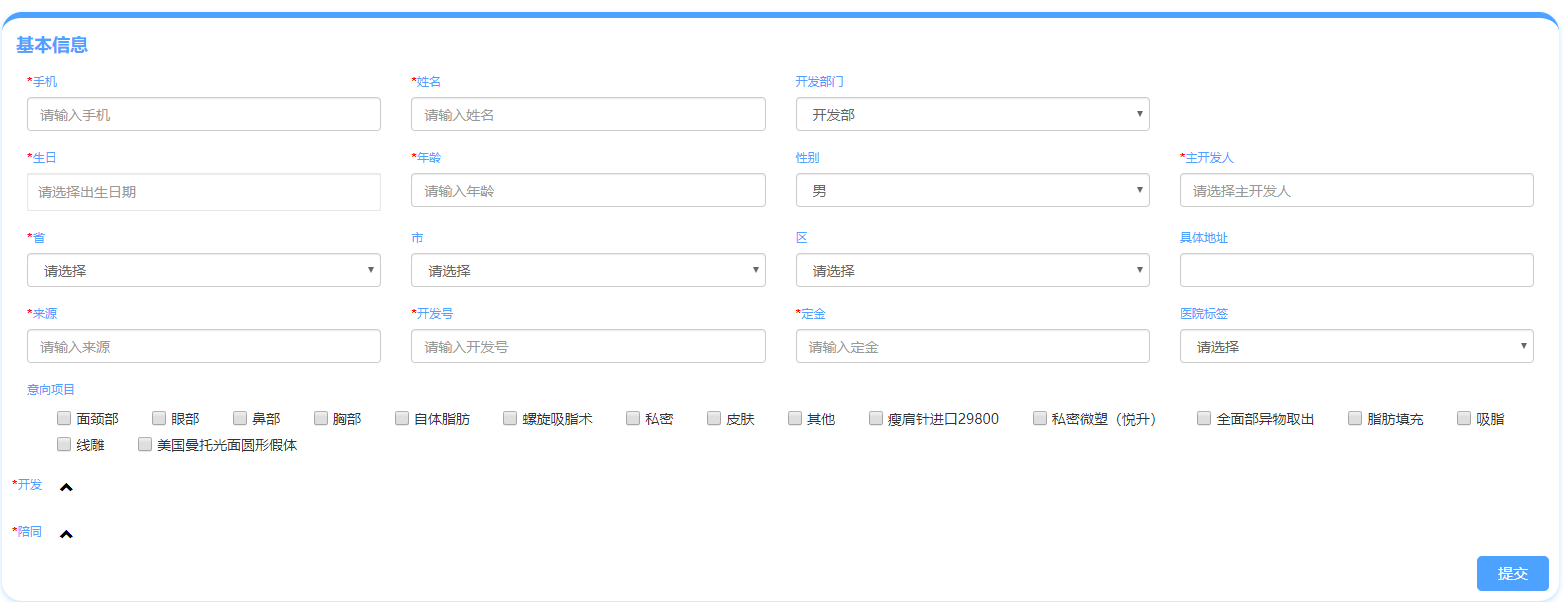 基本信息
*手机 *姓名 开发部门
请输入手机 请输入姓名 开发部
*生日 *年龄 性别 *主开发人
请选择出生日期 请输入年龄 男 请选择主开发人
*省 市 区 具体地址
请选择 请选择 请选择
*来源 *开发号 *定金 医院标签
请输入来源 请输入开发号 请输入定金 请选择
意向项目
面颈部 眼部 鼻部 胸部 自体脂肪 螺旋吸脂术 私密 皮肤 其他 瘦肩针进口29800 私密微塑（悦升） 全面部异物取出 脂肪填充 吸脂
线雕 美国曼托光面圆形假体
*开发
*陪同
提交